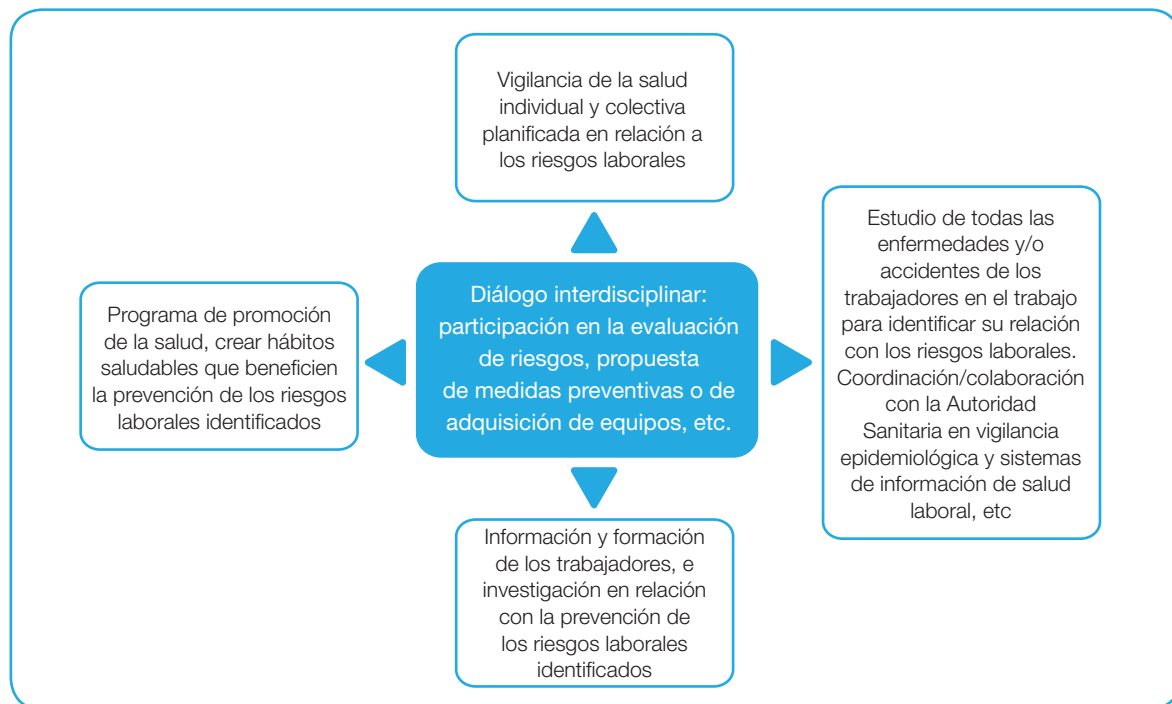 Vigilancia de la salud
individual y colectiva
planificada en relación a
los riesgos laborales
Programa de promoción
de la salud, crear hábitos
saludables que beneficien
la prevención de los riesgos
laborales identificados
Diálogo interdisciplinar:
participación en la evaluación
de riesgos, propuesta
de medidas preventivas o de
adquisición de equipos, etc.
Estudio de todas las
enfermedades y/o
accidentes de los
trabajadores en el trabajo
para identificar su relación
con los riesgos laborales.
Coordinación/colaboración
con la Autoridad
Sanitaria en vigilancia
epidemiológica y sistemas
de información de salud
laboral, etc
Información y formación
de los trabajadores, e
investigación en relación
con la prevención de
los riesgos laborales
identificados